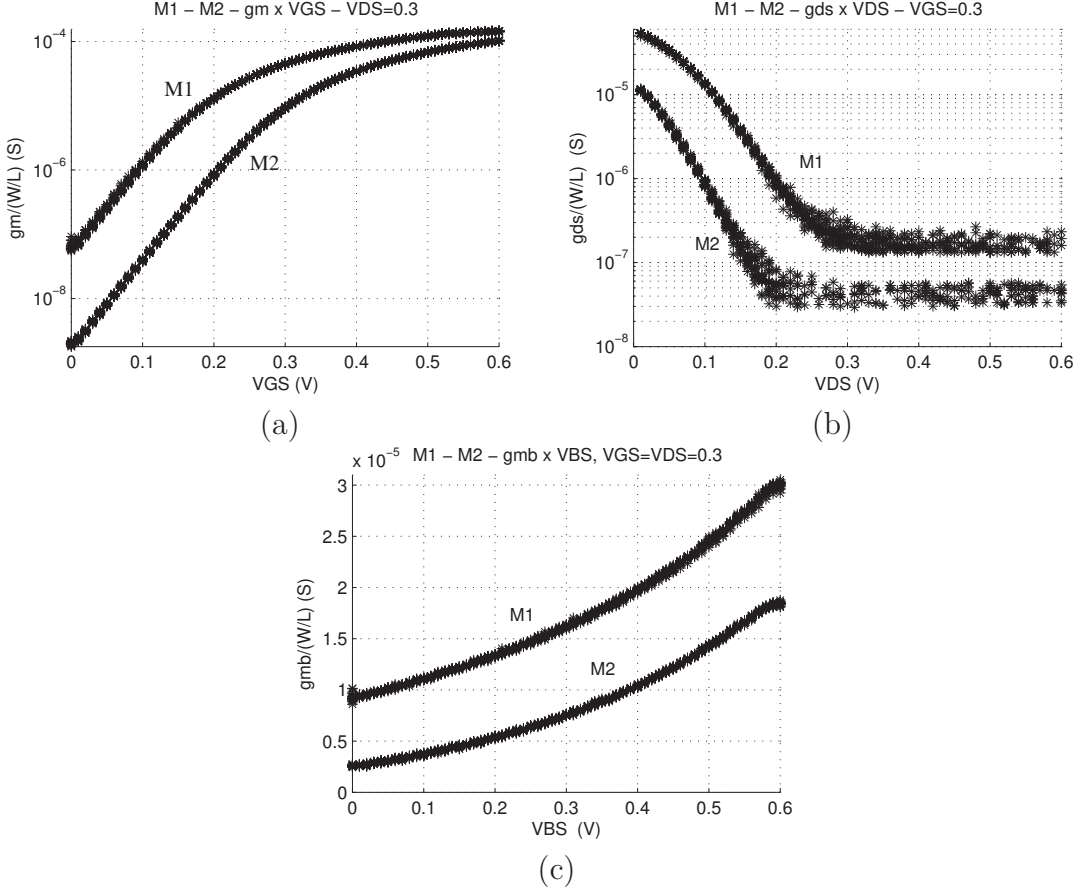 M1 − M2 − gm x VGS − VDS=0.3
gm/(W/L) (S)
10−4
10−6
10−8
M1
M2
0 0.1 0.2 0.3 0.4 0.5 0.6
VGS (V)
(a)
M1 − M2 − gds x VDS − VGS=0.3
gds/(W/L) (S)
10−5
10−6
10−7
10−8
M1
M2
0 0.1 0.2 0.3 0.4 0.5 0.6
VDS (V)
(b)
x 10−5
M1 − M2 − gmb x VBS, VGS=VDS=0.3
gmb/(W/L) (S)
3
2.5
2
1.5
1
0.5
0
M1
M2
0 0.1 0.2 0.3 0.4 0.5 0.6
VBS (V)
(c)